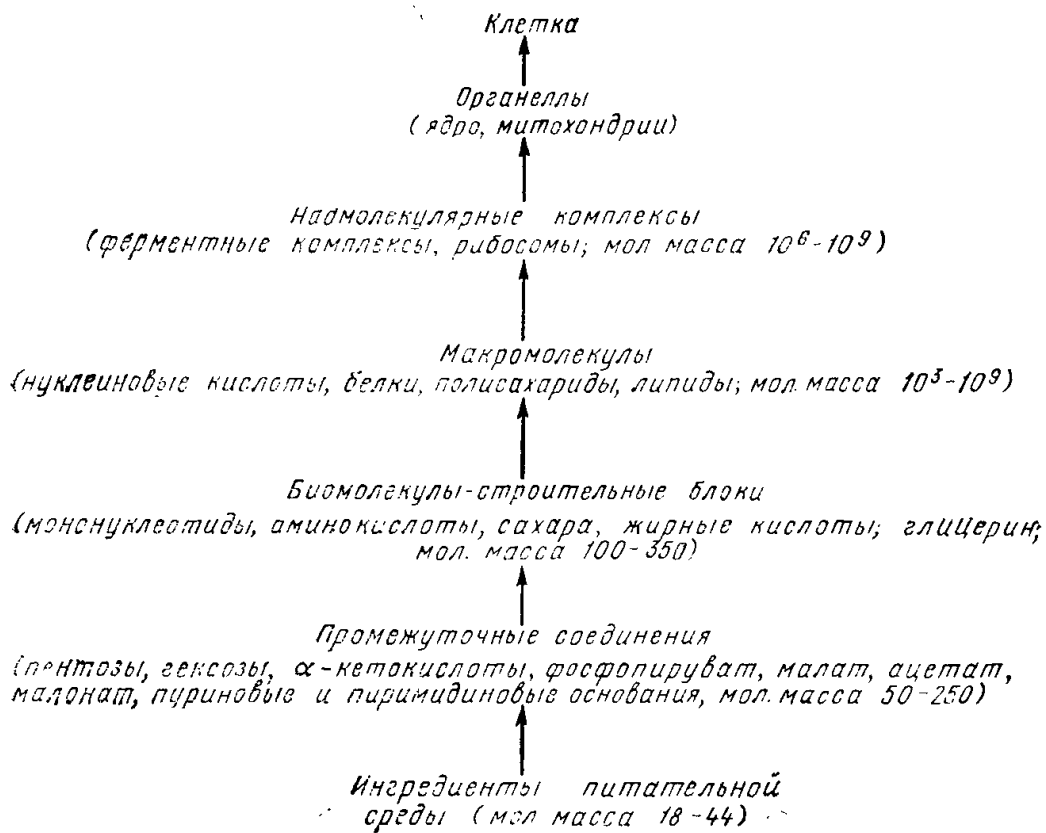 Клетка
Органеллы
(ядро, митохондрии)
Надмолекулярные комплексы
(ферментные комплексы, рибосомы; мол масса 10⁶-10⁹)
Макромолекулы
(нуклеиновые кислоты, белки, полисахариды, липиды; мол. масса 10³-10⁹)
Биомолекулы-строительные блоки
(мононуклеотиды, аминокислоты, сахара, жирные кислоты; глицерин;
мол. масса 100-350)
Промежуточные соединения
(пентозы, гексозы, α-кетокислоты, фосфопируват, малат, ацетат,
малонат, пуриновые и пиримидиновые основания, мол. масса 50-250)
Ингредиенты питательной
среды (мол масса 18-44)